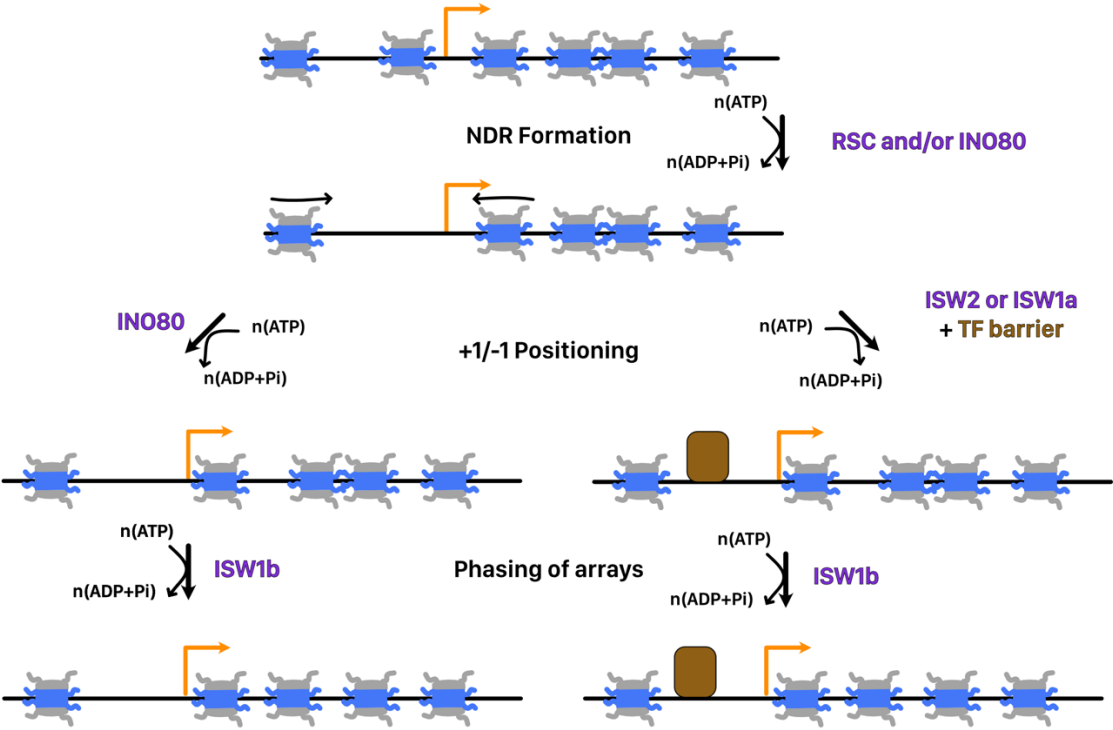 n(ATP)
NDR Formation
RSC and/or INO80
n(ADP+Pi)
ISW2 or ISW1a
+ TF barrier
INO80
n(ATP)
n(ATP)
+1/-1 Positioning
n(ADP+Pi)
n(ADP+Pi)
n(ATP)
n(ATP)
ISW1b
Phasing of arrays
ISW1b
n(ADP+Pi)
n(ADP+Pi)